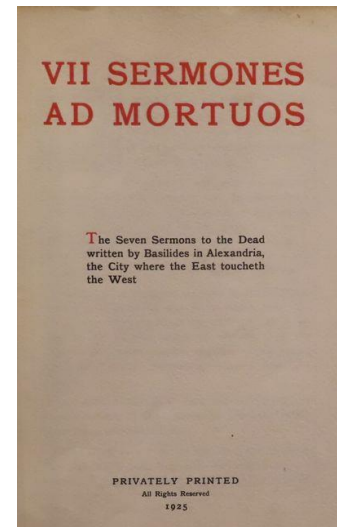 VII SERMONES
AD MORTUOS
The Seven Sermons to the Dead
written by Basilides in Alexandria,
the City where the East toucheth
the West
PRIVATELY PRINTED
All Rights Reserved
1925